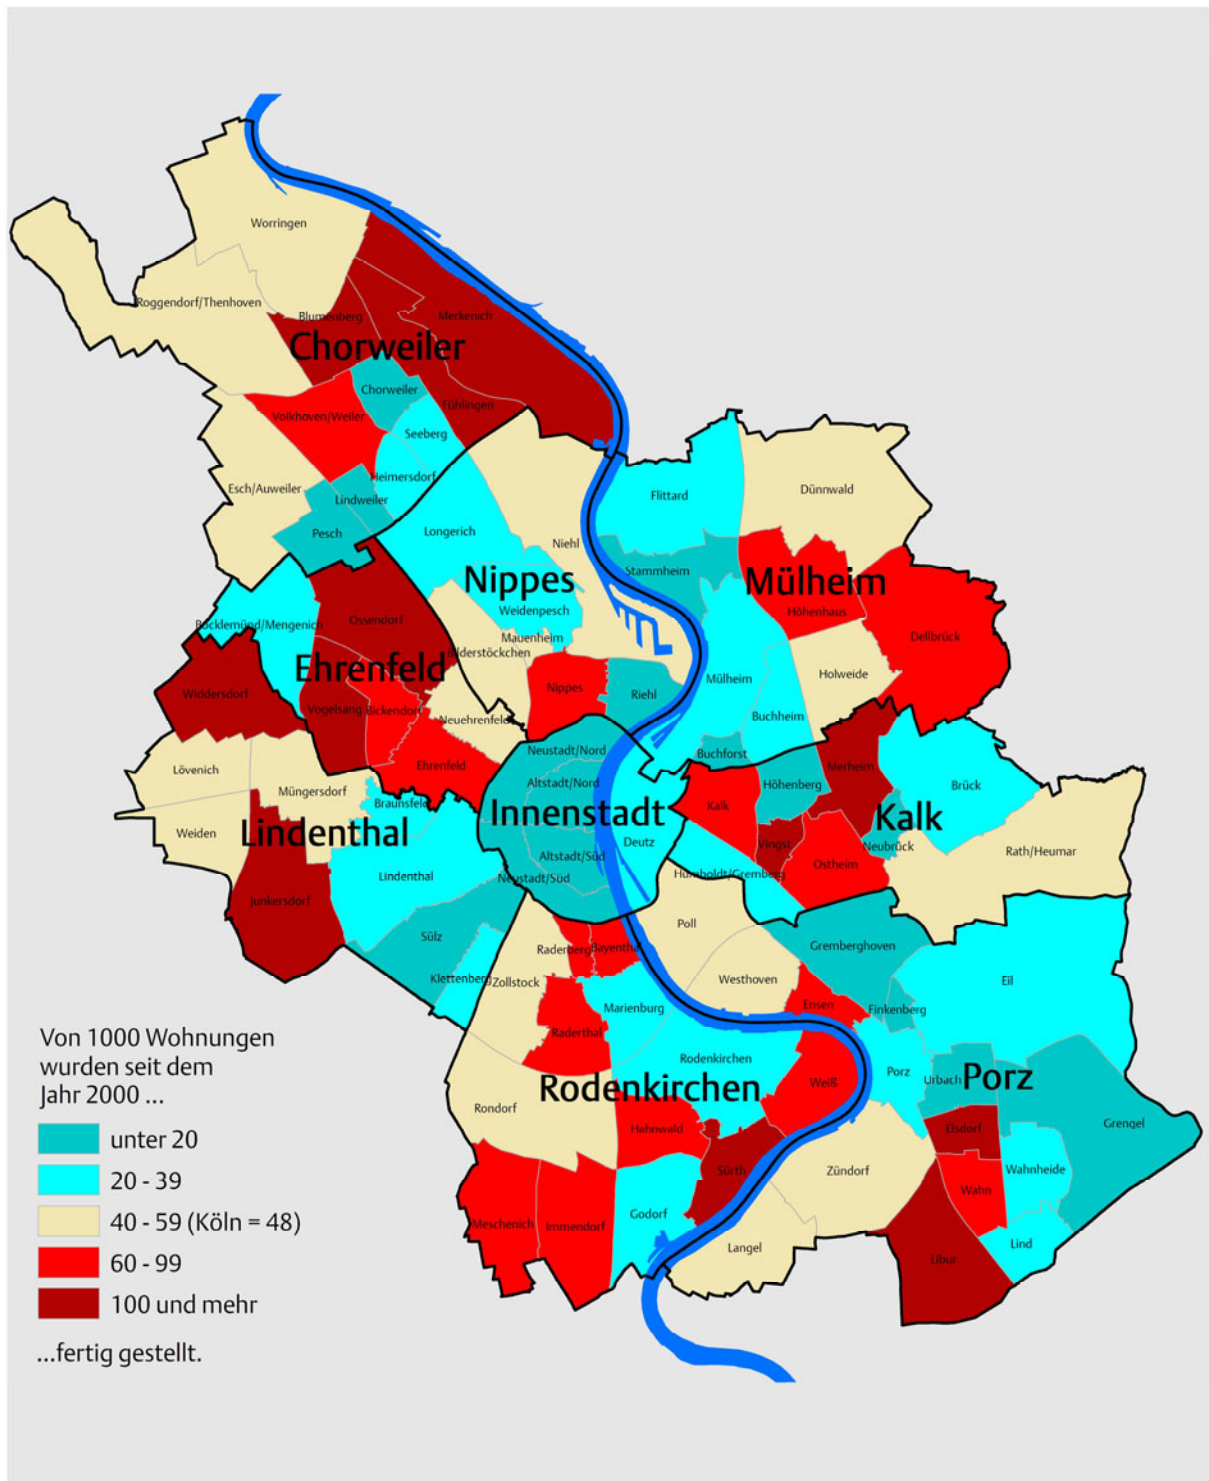 Worringen
Roggendorf/Thenhoven
Blumenberg
Merkenich
Chorweiler
Chorweiler
Fühlingen
Volkhoven/Weiler
Seeberg
Heimersdorf
Esch/Auweiler
Lindweiler
Pesch
Longerich
Niehl
Flittard
Dünnwald
Stammheim
Nippes
Mülheim
Weidenpesch
Höhenhaus
Dellbrück
Bocklemünd/Mengenich
Ossendorf
Mauenheim
Bilderstöckchen
Ehrenfeld
Holweide
Mülheim
Nippes
Riehl
Widdersdorf
Vogelsang
Bickendorf
Neuehrenfeld
Buchheim
Neustadt/Nord
Buchforst
Ehrenfeld
Merheim
Lövenich
Altstadt/Nord
Höhenberg
Brück
Müngersdorf
Braunsfeld
Innenstadt
Kalk
Kalk
Weiden
Lindenthal
Deutz
Vingst
Neubrück
Rath/Heumar
Altstadt/Süd
Ostheim
Lindenthal
Neustadt/Süd
Humboldt/Gremberg
Junkersdorf
Poll
Sülz
Raderberg
Bayenthal
Gremberghoven
Klettenberg
Zollstock
Westhoven
Eil
Marienburg
Ensen
Finkenberg
Raderthal
Rodenkirchen
Rodenkirchen
Weiß
Porz
Urbach
Porz
Rondorf
Hahnwald
Elsdorf
Grengel
Sürth
Zündorf
Wahnheide
Wahn
Meschenich
Immendorf
Godorf
Langel
Lind
Libur
Von 1000 Wohnungen
wurden seit dem
Jahr 2000 ...
unter 20
20 - 39
40 - 59 (Köln = 48)
60 - 99
100 und mehr
...fertig gestellt.